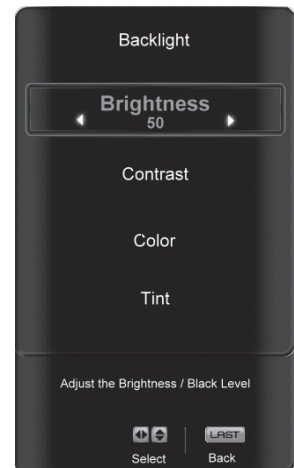 Backlight
Brightness
50
Contrast
Color
Tint
Adjust the Brightness / Black Level
LAST
Select Back